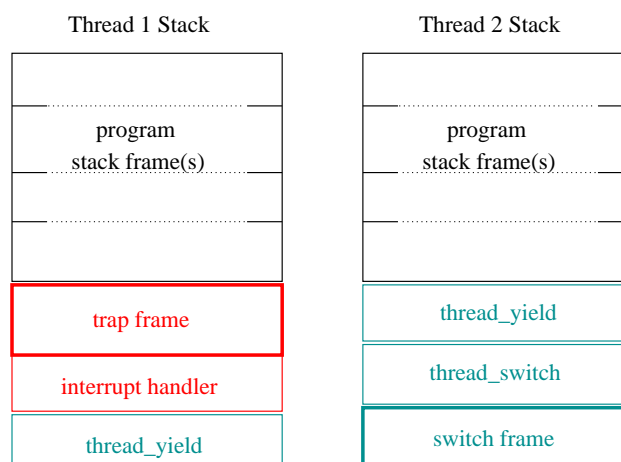 Thread 1 Stack
Thread 2 Stack
program
stack frame(s)
program
stack frame(s)
trap frame
interrupt handler
thread_yield
thread_yield
thread_switch
switch frame